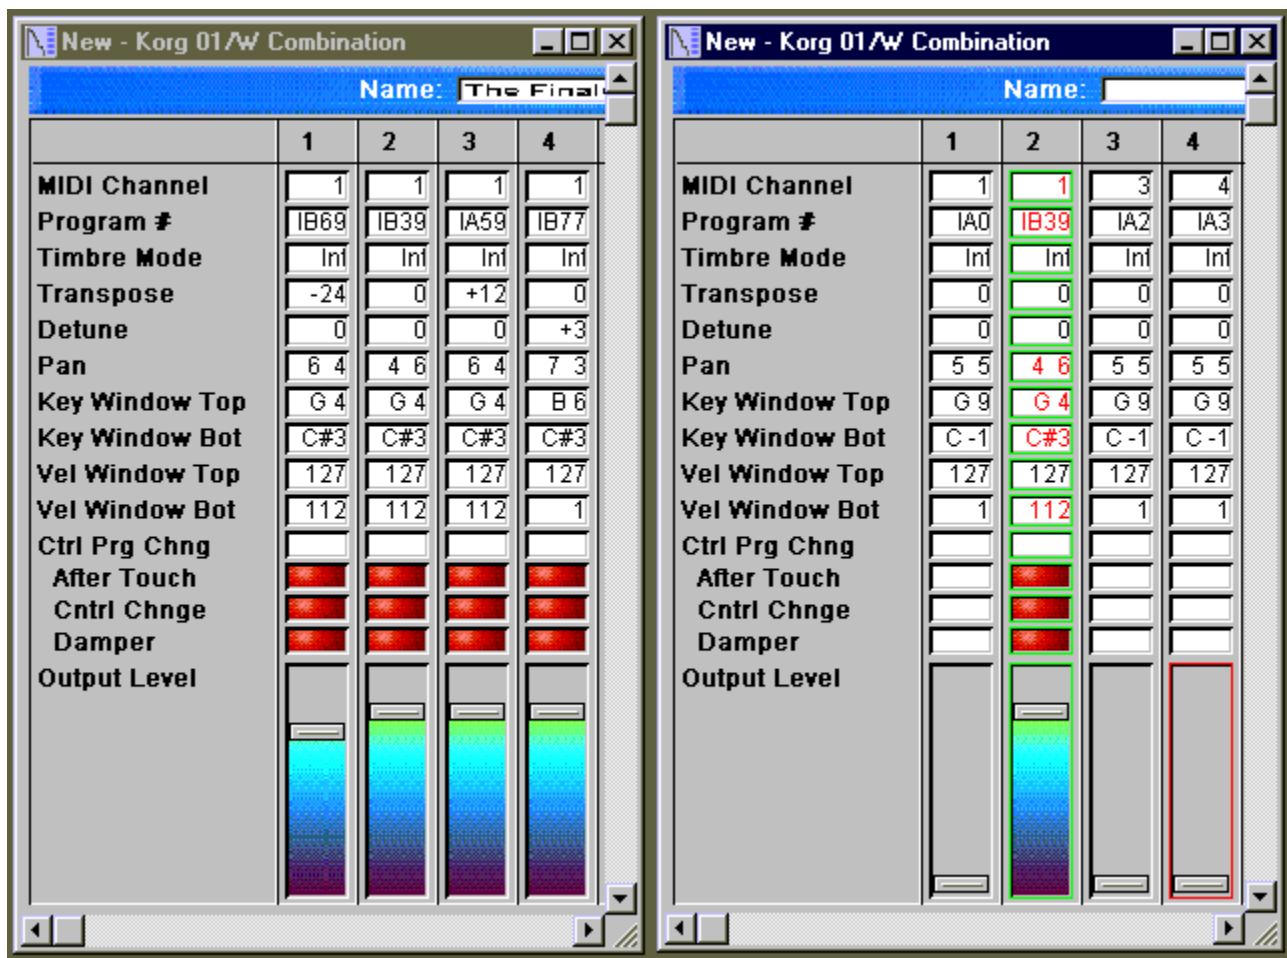 New - Korg 01/W Combination
Name: The Final
1 2 3 4
MIDI Channel 1 1 1 1
Program # IB69 IB39 IA59 IB77
Timbre Mode Int Int Int Int
Transpose -24 0 +12 0
Detune 0 0 0 +3
Pan 6 4 4 6 6 4 7 3
Key Window Top G 4 G 4 G 4 B 6
Key Window Bot C#3 C#3 C#3 C#3
Vel Window Top 127 127 127 127
Vel Window Bot 112 112 112 1
Ctrl Prg Chng
After Touch
Cntrl Chnge
Damper
Output Level
New - Korg 01/W Combination
Name:
1 2 3 4
MIDI Channel 1 1 3 4
Program # IA0 IB39 IA2 IA3
Timbre Mode Int Int Int Int
Transpose 0 0 0 0
Detune 0 0 0 0
Pan 5 5 4 6 5 5 5 5
Key Window Top G 9 G 4 G 9 G 9
Key Window Bot C -1 C#3 C -1 C -1
Vel Window Top 127 127 127 127
Vel Window Bot 1 112 1 1
Ctrl Prg Chng
After Touch
Cntrl Chnge
Damper
Output Level